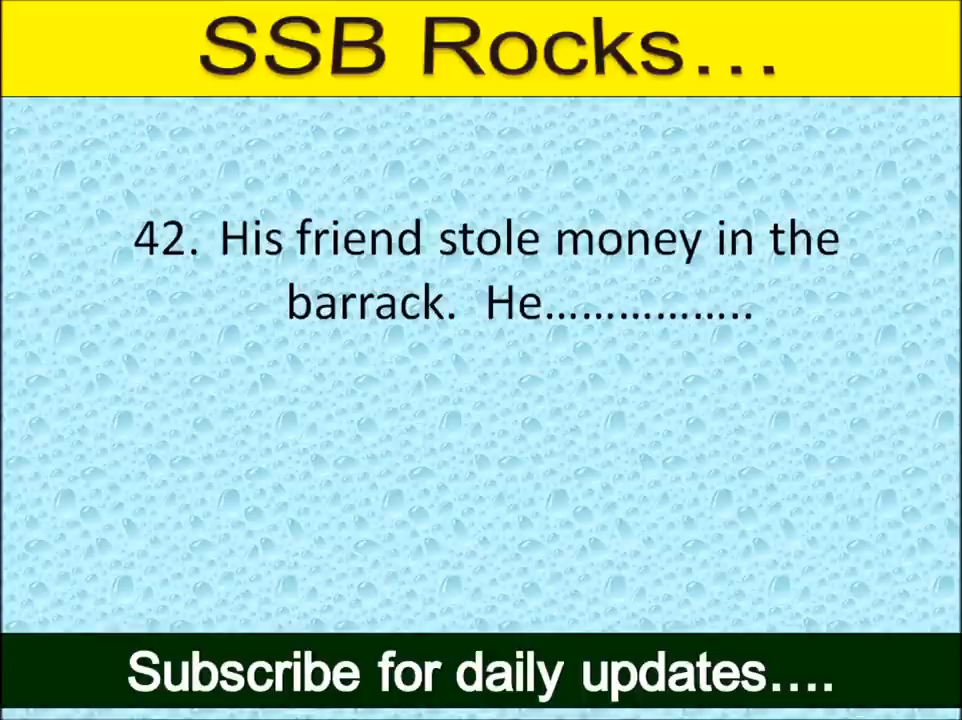 SSB Rocks...
42. His friend stole money in the
barrack. He……………..
Subscribe for daily updates….